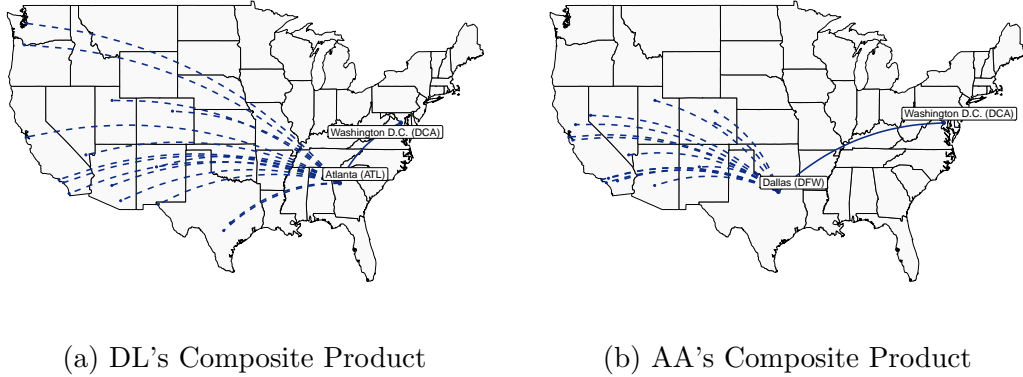 Washington D.C. (DCA)
Atlanta (ATL)
Washington D.C. (DCA)
Dallas (DFW)
(a) DL's Composite Product
(b) AA's Composite Product